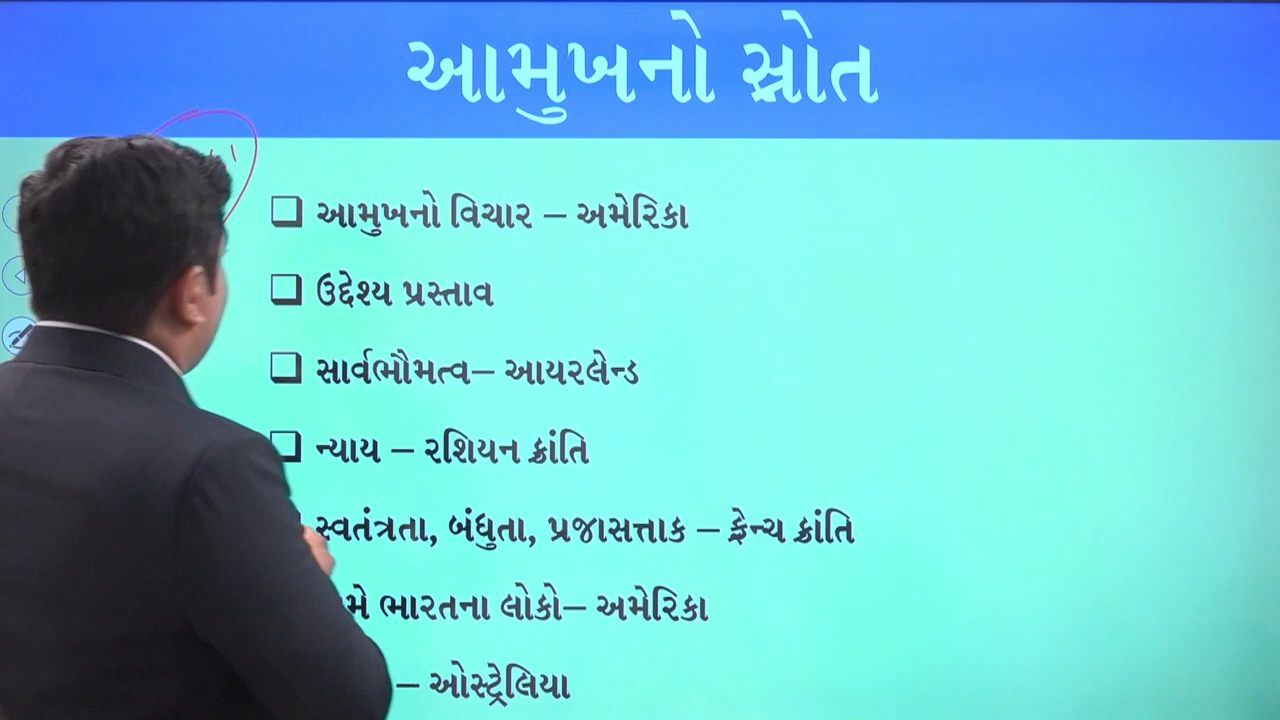 આમુખનો સ્રોત
આમુખનો વિચાર – અમેરિકા
ઉદ્દેશ્ય પ્રસ્તાવ
સાર્વભૌમત્વ– આયરલેન્ડ
ન્યાય – રશિયન ક્રાંતિ
સ્વતંત્રતા, બંધુતા, પ્રજાસત્તાક – ફ્રેન્ચ ક્રાંતિ
ભારતના લોકો– અમેરિકા
– ઓસ્ટ્રેલિયા